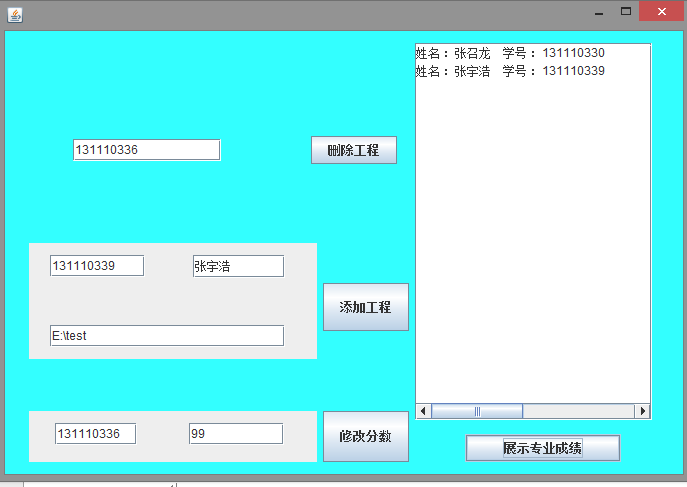 姓名：张召龙 学号：131110330
姓名：张宇浩 学号：131110339
131110336
删除工程
131110339
张宇浩
添加工程
E:\test
131110336
99
修改分数
展示专业成绩